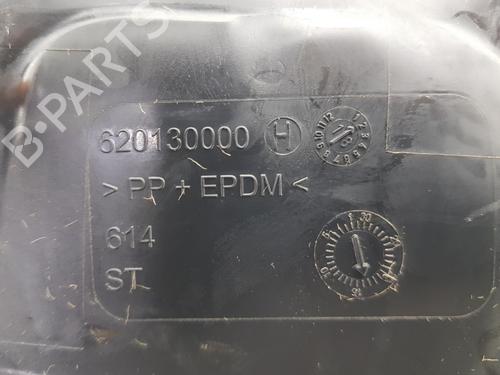 620130000 H
> PP + EPDM <
614
ST
B-PARTS